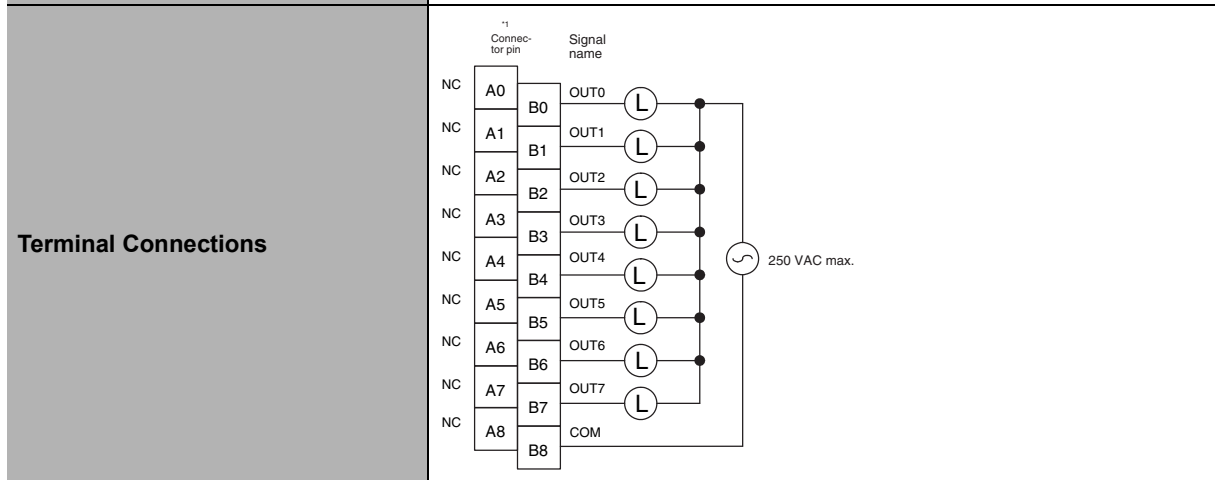 Terminal Connections
*1
Connec-
tor pin
Signal
name
NC A0
B0 OUT0 L
NC A1
B1 OUT1 L
NC A2
B2 OUT2 L
NC A3
B3 OUT3 L
NC A4
B4 OUT4 L
NC A5
B5 OUT5 L
NC A6
B6 OUT6 L
NC A7
B7 OUT7 L
NC A8
B8 COM
250 VAC max.